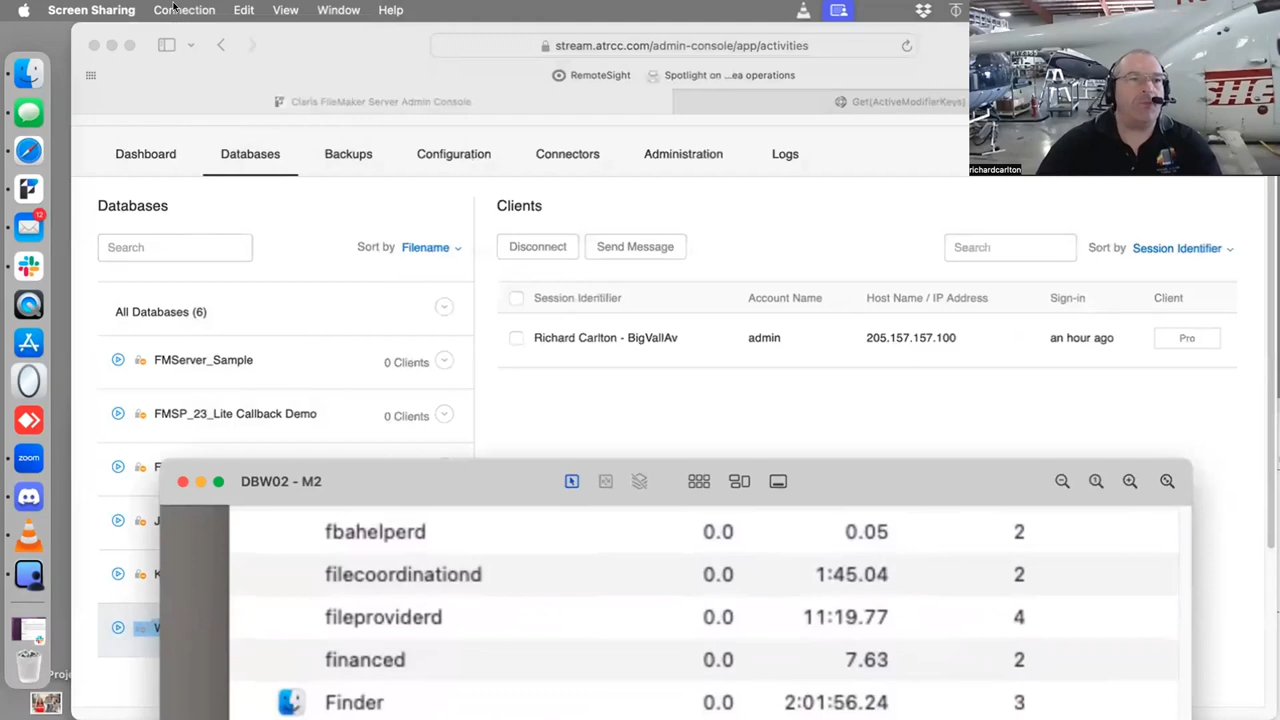 Screen Sharing Connection Edit View Window Help
stream.atrcc.com/admin-console/app/activities
RemoteSight Spotlight on ...ea operations
Claris FileMaker Server Admin Console Get(ActiveModifierKeys)
richardcarlton
Dashboard Databases Backups Configuration Connectors Administration Logs
Databases
Search Sort by Filename
All Databases (6)
FMServer_Sample 0 Clients
FMSP_23_Lite Callback Demo 0 Clients
F
J
K
W
Clients
Disconnect Send Message Search Sort by Session Identifier
Session Identifier Account Name Host Name / IP Address Sign-in Client
Richard Carlton - BigVallAv admin 205.157.157.100 an hour ago Pro
DBW02 - M2
fbahelperd 0.0 0.05 2
filecoordinationd 0.0 1:45.04 2
fileproviderd 0.0 11:19.77 4
financed 0.0 7.63 2
Finder 0.0 2:01:56.24 3
12
zoom
Proje